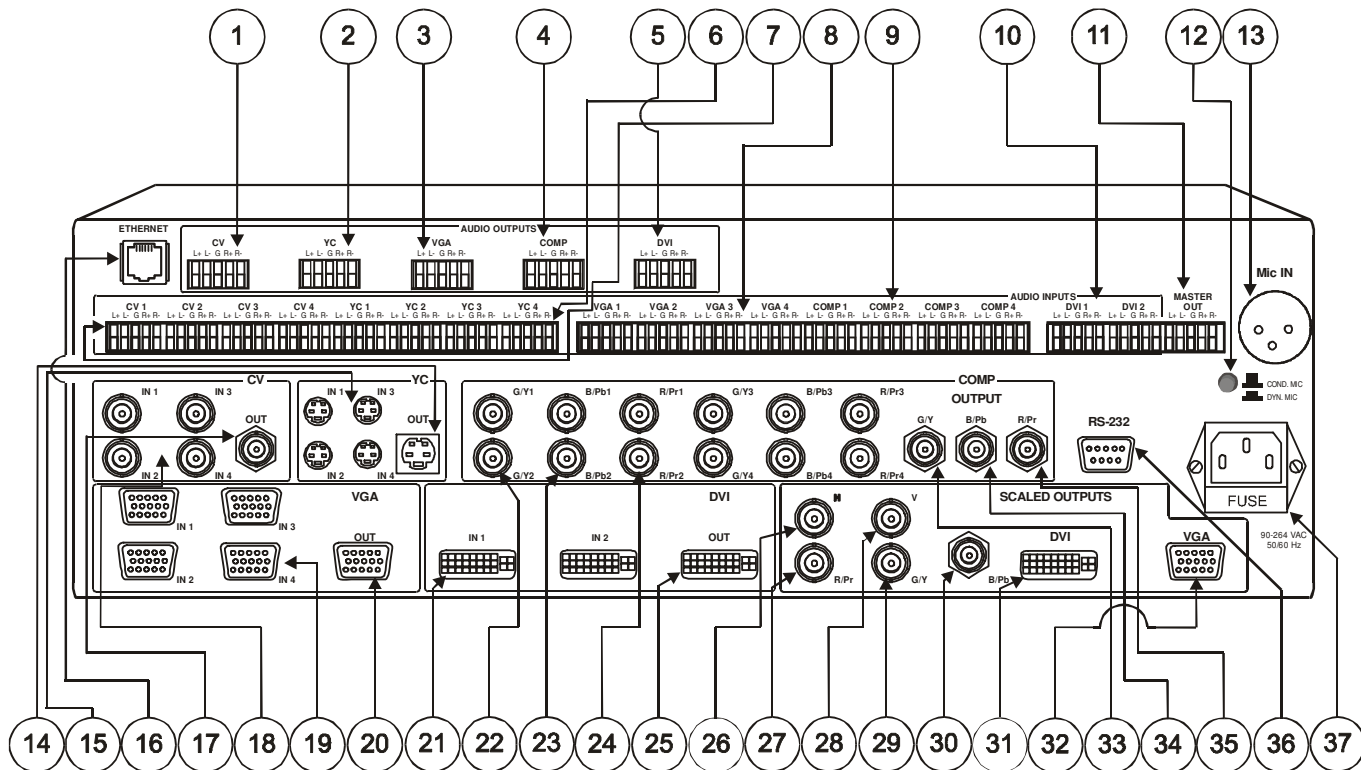 1 2 3 4 5 6 7 8 9 10 11 12 13
ETHERNET AUDIO OUTPUTS
CV YC VGA COMP DVI
L+ L- G R+ R- L+ L- G R+ R- L+ L- G R+ R- L+ L- G R+ R- L+ L- G R+ R-
Mic IN
AUDIO INPUTS
CV 1 CV 2 CV 3 CV 4 YC 1 YC 2 YC 3 YC 4 VGA 1 VGA 2 VGA 3 VGA 4 COMP 1 COMP 2 COMP 3 COMP 4 DVI 1 DVI 2 MASTER OUT
L+ L- G R+ R- L+ L- G R+ R- L+ L- G R+ R- L+ L- G R+ R- L+ L- G R+ R- L+ L- G R+ R- L+ L- G R+ R- L+ L- G R+ R- L+ L- G R+ R- L+ L- G R+ R- L+ L- G R+ R- L+ L- G R+ R- L+ L- G R+ R- L+ L- G R+ R- L+ L- G R+ R- L+ L- G R+ R- L+ L- G R+ R- L+ L- G R+ R- L+ L- G R+ R-
CV YC COMP
COND. MIC
DYN. MIC
IN 1 IN 3 IN 1 IN 3 G/Y1 B/Pb1 R/Pr1 G/Y3 B/Pb3 R/Pr3 OUTPUT
OUT OUT G/Y B/Pb R/Pr RS-232
IN 2 IN 4 IN 2 IN 4 G/Y2 B/Pb2 R/Pr2 G/Y4 B/Pb4 R/Pr4
VGA DVI H V SCALED OUTPUTS FUSE
IN 1 IN 3 OUT IN 1 IN 2 OUT DVI VGA
90-264 VAC
50/60 Hz
IN 2 IN 4 R/Pr G/Y B/Pb
14 15 16 17 18 19 20 21 22 23 24 25 26 27 28 29 30 31 32 33 34 35 36 37